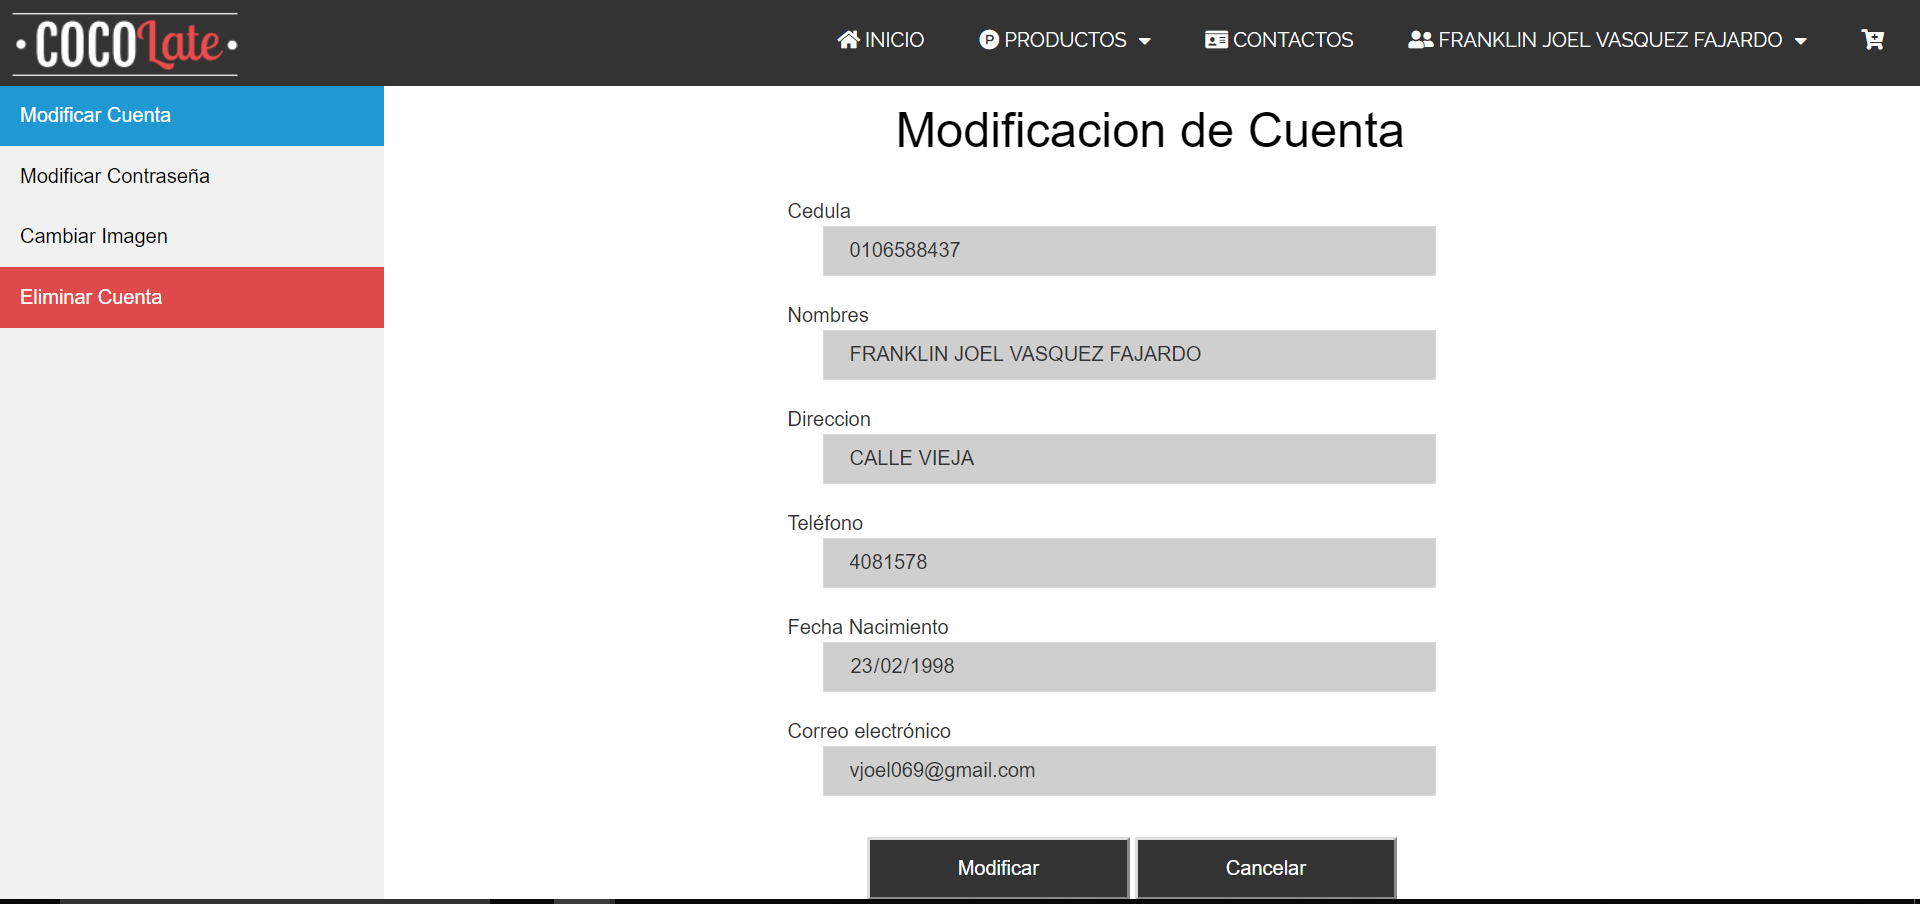 COCOLate
INICIO
PRODUCTOS
CONTACTOS
FRANKLIN JOEL VASQUEZ FAJARDO
Modificar Cuenta
Modificar Contraseña
Cambiar Imagen
Eliminar Cuenta
Modificacion de Cuenta
Cedula
0106588437
Nombres
FRANKLIN JOEL VASQUEZ FAJARDO
Direccion
CALLE VIEJA
Teléfono
4081578
Fecha Nacimiento
23/02/1998
Correo electrónico
vjoel069@gmail.com
Modificar
Cancelar